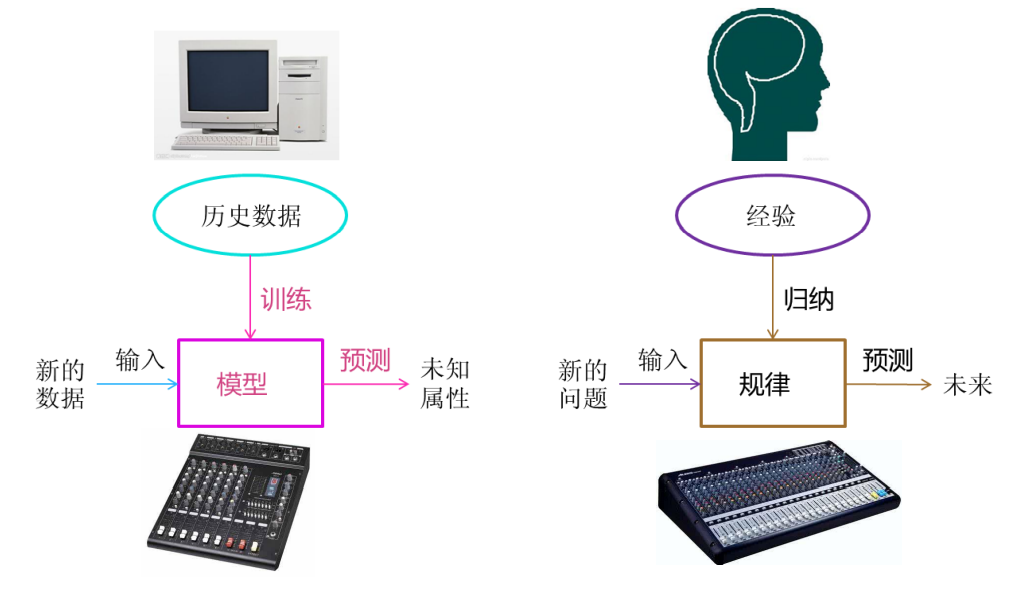 历史数据
训练
新的
数据
输入
模型
预测
未知
属性
经验
归纳
新的
问题
输入
规律
预测
未来